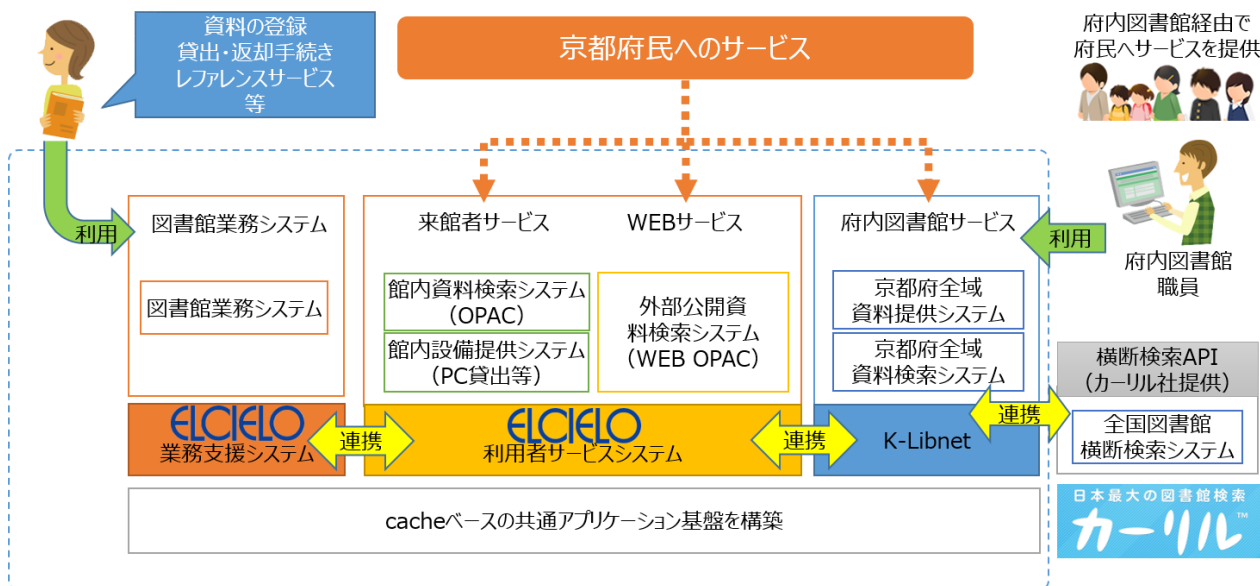 資料の登録
貸出・返却手続き
レファレンスサービス
等
京都府民へのサービス
府内図書館経由で
府民へサービスを提供
利用
図書館業務システム
図書館業務システム
来館者サービス
WEBサービス
館内資料検索システム
（OPAC）
館内設備提供システム
（PC貸出等）
外部公開資
料検索システム
（WEB OPAC）
府内図書館サービス
京都府全域
資料提供システム
京都府全域
資料検索システム
利用
府内図書館
職員
横断検索API
（カーリル社提供）
全国図書館
横断検索システム
ELCIELO
業務支援システム
連携
ELCIELO
利用者サービスシステム
連携
K-Libnet
連携
cacheベースの共通アプリケーション基盤を構築
日本最大の図書館検索
カーリル™